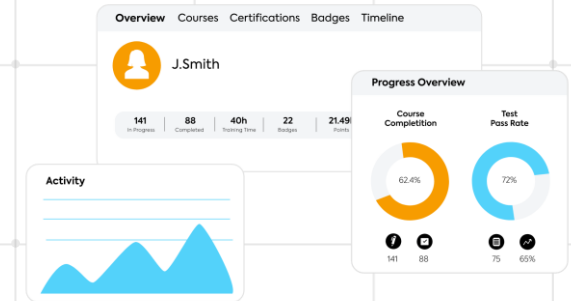 Overview Courses Certifications Badges Timeline
J.Smith
141 88 40h 22
In Progress Completed Training Time Badges Points
Progress Overview
Course Test
Completition Pass Rate
62.4% 72%
141 88 75 65%
Activity